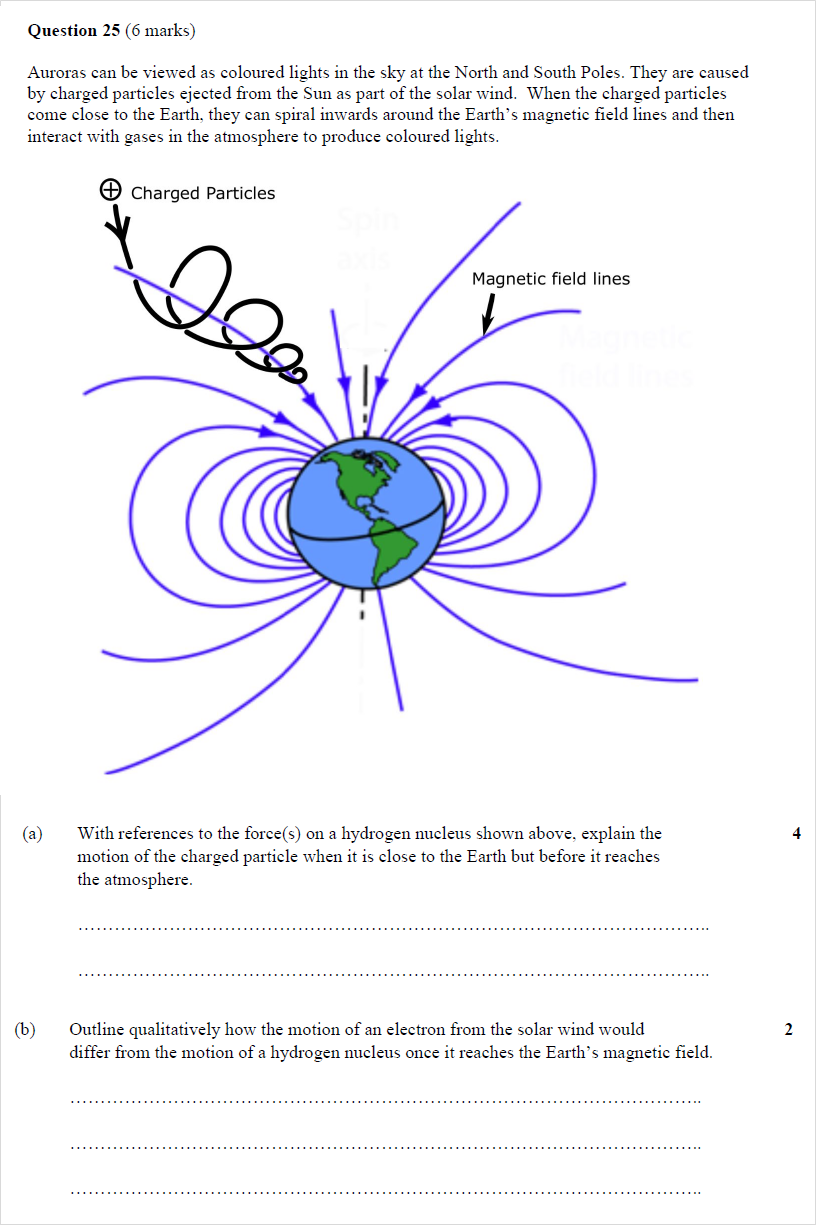 Question 25 (6 marks)
Auroras can be viewed as coloured lights in the sky at the North and South Poles. They are caused
by charged particles ejected from the Sun as part of the solar wind.  When the charged particles
come close to the Earth, they can spiral inwards around the Earth's magnetic field lines and then
interact with gases in the atmosphere to produce coloured lights.
Charged Particles
Spin
axis
Magnetic field lines
Magnetic
field lines
(a) With references to the force(s) on a hydrogen nucleus shown above, explain the 4
motion of the charged particle when it is close to the Earth but before it reaches
the atmosphere.
(b) Outline qualitatively how the motion of an electron from the solar wind would 2
differ from the motion of a hydrogen nucleus once it reaches the Earth's magnetic field.